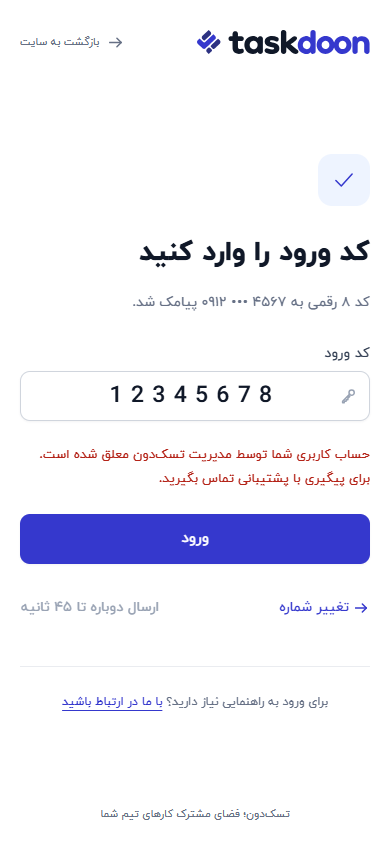 taskdoon
بازگشت به سایت
کد ورود را وارد کنید
کد ۸ رقمی به ۰۹۱۲ ••• ۴۵۶۷ پیامک شد.
کد ورود
12345678
حساب کاربری شما توسط مدیریت تسک‌دون معلق شده است.
برای پیگیری با پشتیبانی تماس بگیرید.
ورود
تغییر شماره
ارسال دوباره تا ۴۵ ثانیه
برای ورود به راهنمایی نیاز دارید؟ با ما در ارتباط باشید
تسک‌دون؛ فضای مشترک کارهای تیم شما